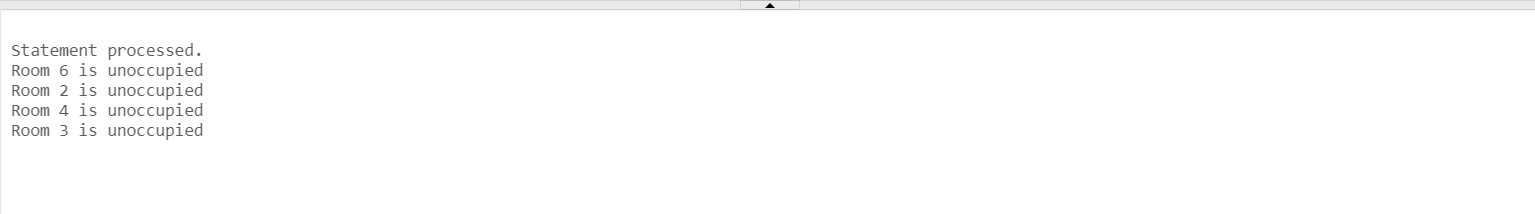 Statement processed.
Room 6 is unoccupied
Room 2 is unoccupied
Room 4 is unoccupied
Room 3 is unoccupied